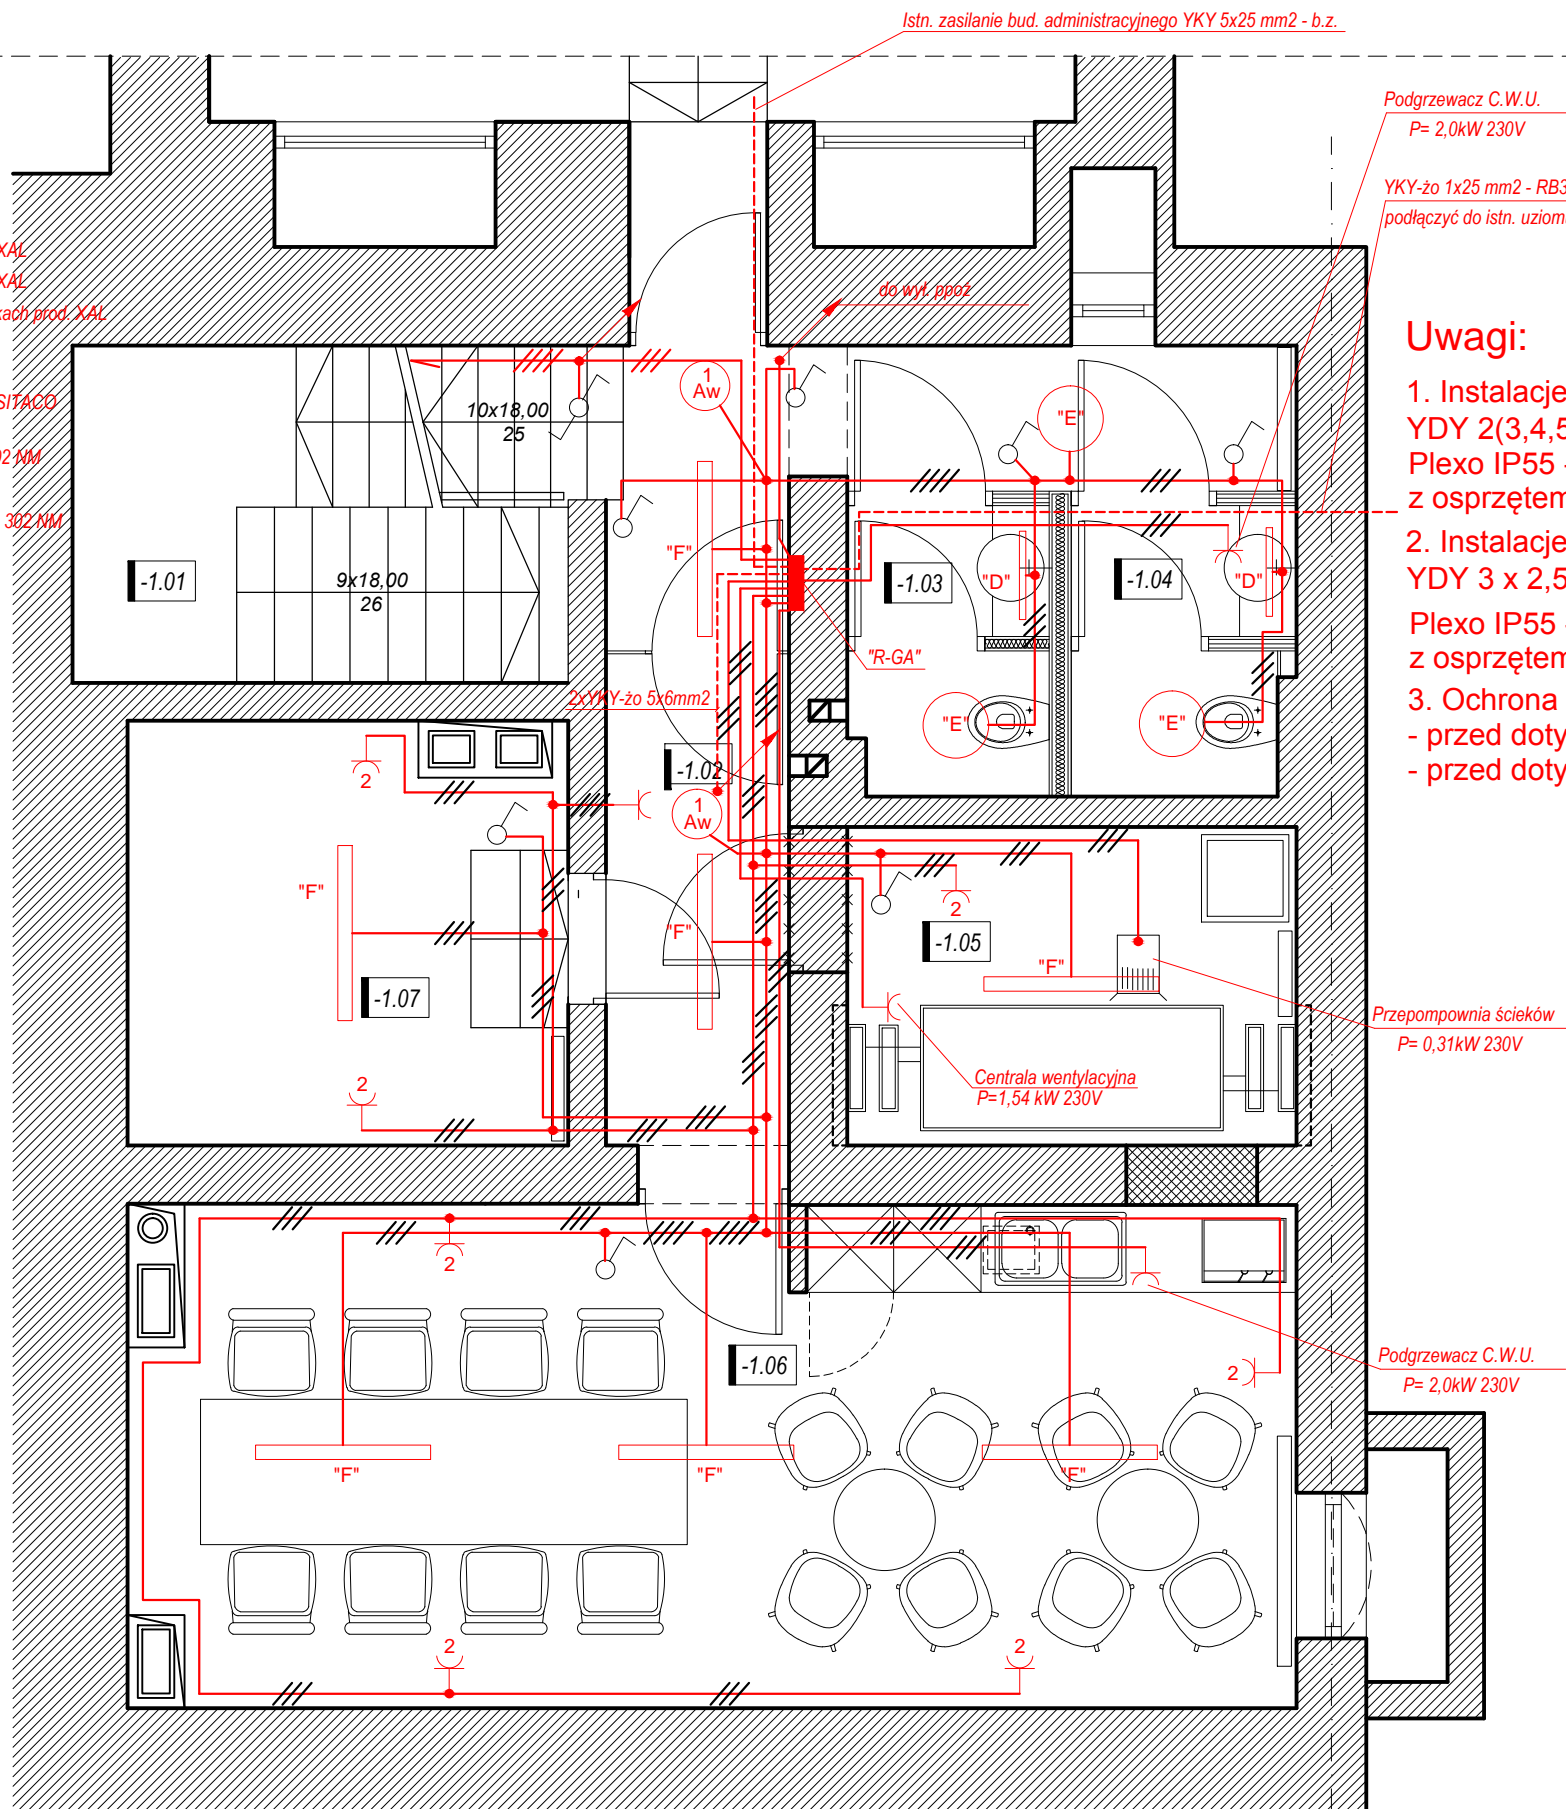 Istn. zasilanie bud. administracyjnego YKY 5x25 mm2 - b.z.
Podgrzewacz C.W.U.
P= 2,0kW 230V
YKY-żo 1x25 mm2 - RB3
podłączyć do istn. uziom
XAL
XAL
kach prod. XAL
SITACO
02 NM
302 NM
do wył. ppoż
Uwagi:
1. Instalacje
YDY 2(3,4,5
Plexo IP55 -
z osprzętem
2. Instalacje
YDY 3 x 2,5
Plexo IP55 -
z osprzętem
3. Ochrona
- przed doty
- przed doty
1
Aw
10x18,00
25
"E"
"F"
9x18,00
26
-1.01
-1.03
"D"
-1.04
"D"
"R-GA"
2xYKY-żo 5x6mm2
"E"
"E"
-1.02
2
1
Aw
"F"
2
"F"
-1.05
"F"
-1.07
Przepompownia ścieków
P= 0,31kW 230V
Centrala wentylacyjna
P=1,54 kW 230V
2
2
-1.06
Podgrzewacz C.W.U.
P= 2,0kW 230V
2
"F"
"F"
"F"
2
2